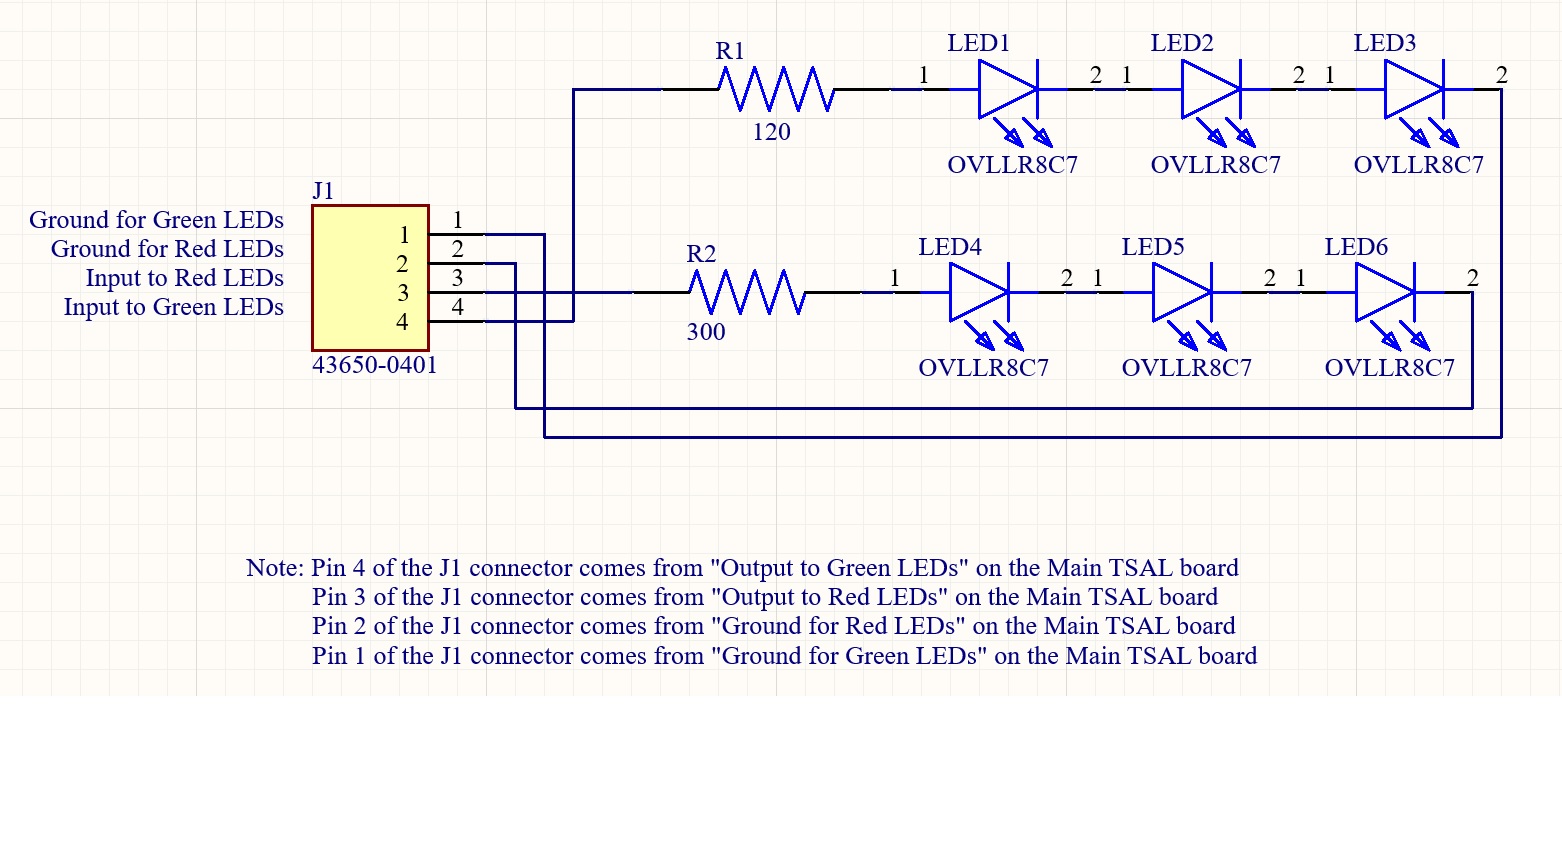 LED1 LED2 LED3
R1
1 2 1 2 1 2
120
OVLLR8C7 OVLLR8C7 OVLLR8C7
J1
Ground for Green LEDs 1 1
Ground for Red LEDs 2 2
Input to Red LEDs 3 3
Input to Green LEDs 4 4
43650-0401
LED4 LED5 LED6
R2
1 2 1 2 1 2
300
OVLLR8C7 OVLLR8C7 OVLLR8C7
Note: Pin 4 of the J1 connector comes from "Output to Green LEDs" on the Main TSAL board
Pin 3 of the J1 connector comes from "Output to Red LEDs" on the Main TSAL board
Pin 2 of the J1 connector comes from "Ground for Red LEDs" on the Main TSAL board
Pin 1 of the J1 connector comes from "Ground for Green LEDs" on the Main TSAL board